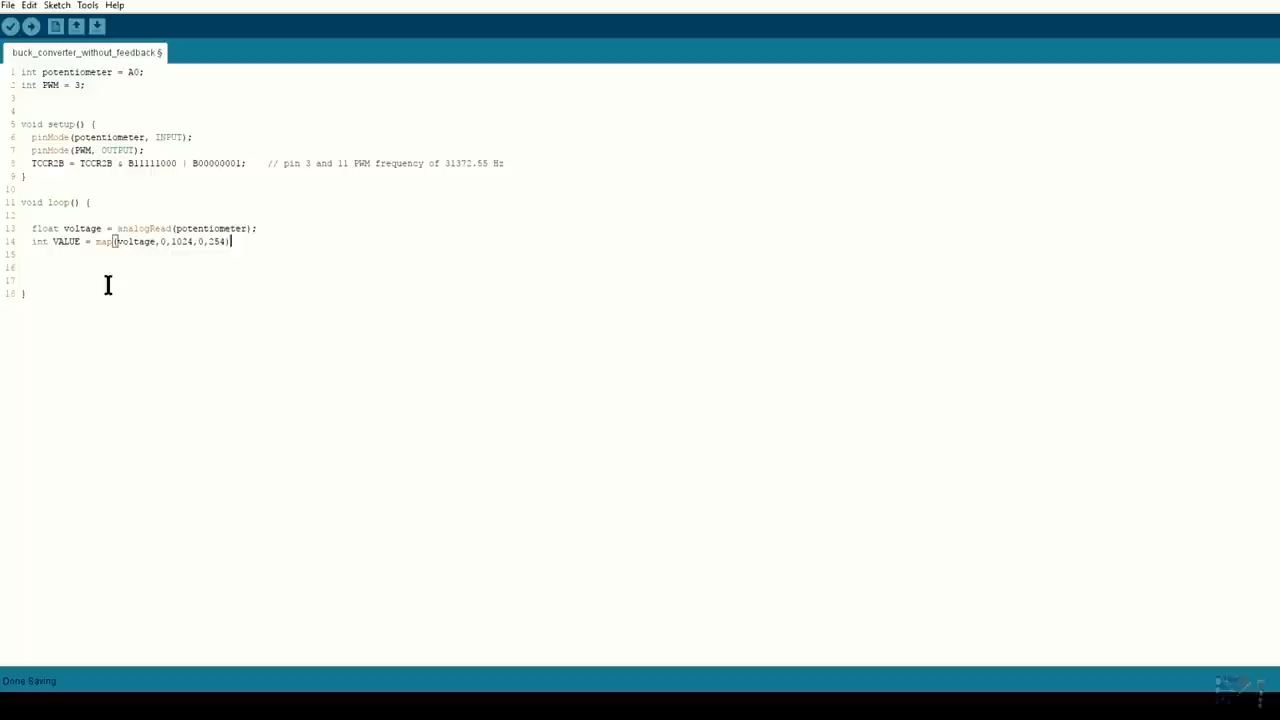 File Edit Sketch Tools Help
buck_converter_without_feedback §
1 int potentiometer = A0;
2 int PWM = 3;
3
4
5 void setup() {
6 pinMode(potentiometer, INPUT);
7 pinMode(PWM, OUTPUT);
8 TCCR2B = TCCR2B & B11111000 | B00000001; // pin 3 and 11 PWM frequency of 31372.55 Hz
9 }
10
11 void loop() {
12
13 float voltage = analogRead(potentiometer);
14 int VALUE = map(voltage,0,1024,0,254)
15
16
17
18 }
Done Saving